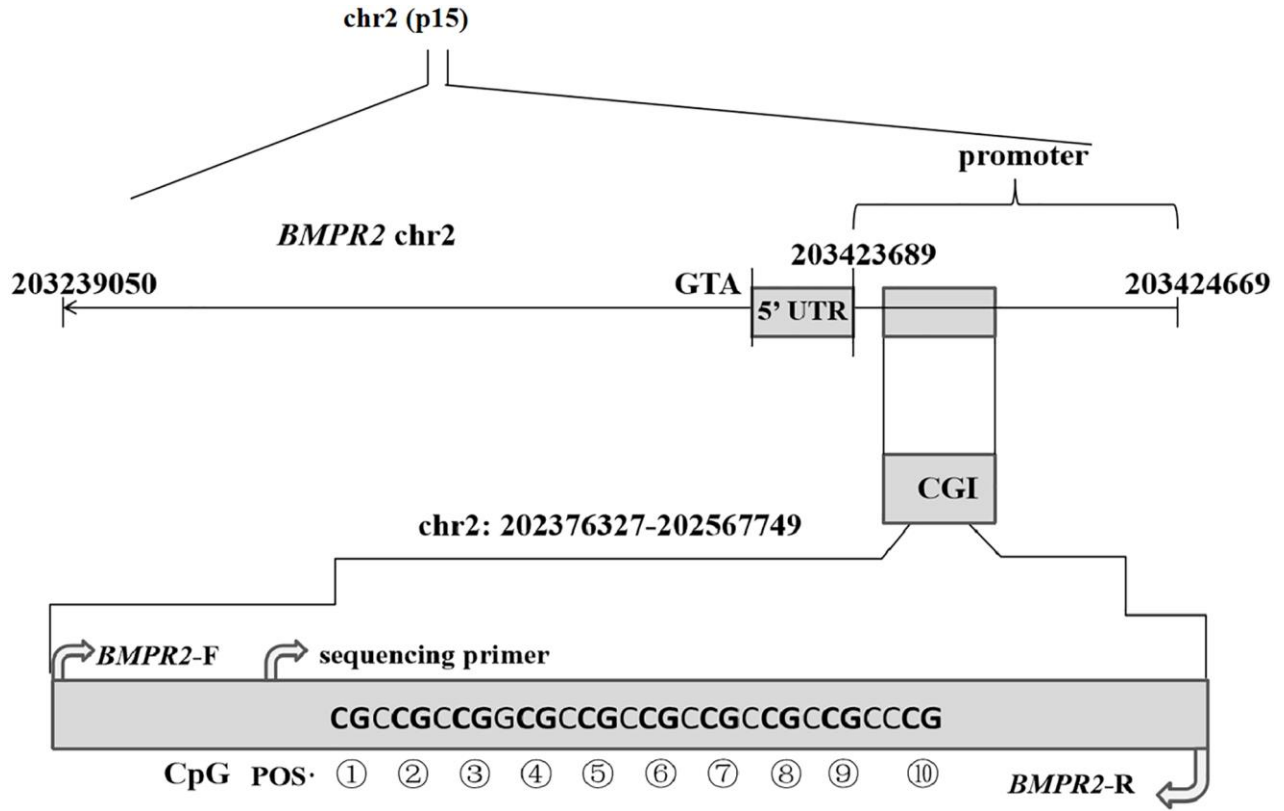 chr2 (p15)
promoter
BMPR2 chr2
203423689
203239050
GTA
203424669
5’ UTR
CGI
chr2: 202376327-202567749
BMPR2-F
sequencing primer
CGCCGCCGGCGCCGCCGCCGCCGCCGCCCG
CpG POS· ① ② ③ ④ ⑤ ⑥ ⑦ ⑧ ⑨ ⑩
BMPR2-R